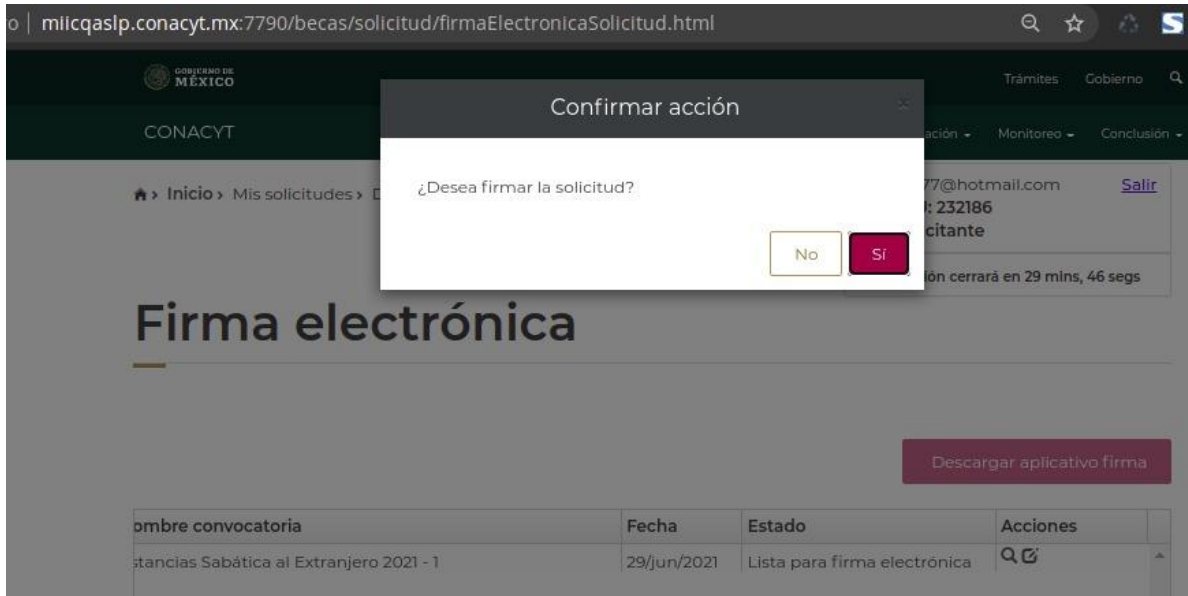 o | miicqaslp.conacyt.mx:7790/becas/solicitud/firmaElectronicaSolicitud.html
GOBIERNO DE
MÉXICO
Trámites Gobierno
Confirmar acción
CONACYT
ación Monitoreo Conclusión
Inicio > Mis solicitudes > D
¿Desea firmar la solicitud?
77@hotmail.com Salir
: 232186
citante
No Sí
ión cerrará en 29 mins, 46 segs
Firma electrónica
Descargar aplicativo firma
ombre convocatoria Fecha Estado Acciones
stancias Sabática al Extranjero 2021 - 1 29/jun/2021 Lista para firma electrónica